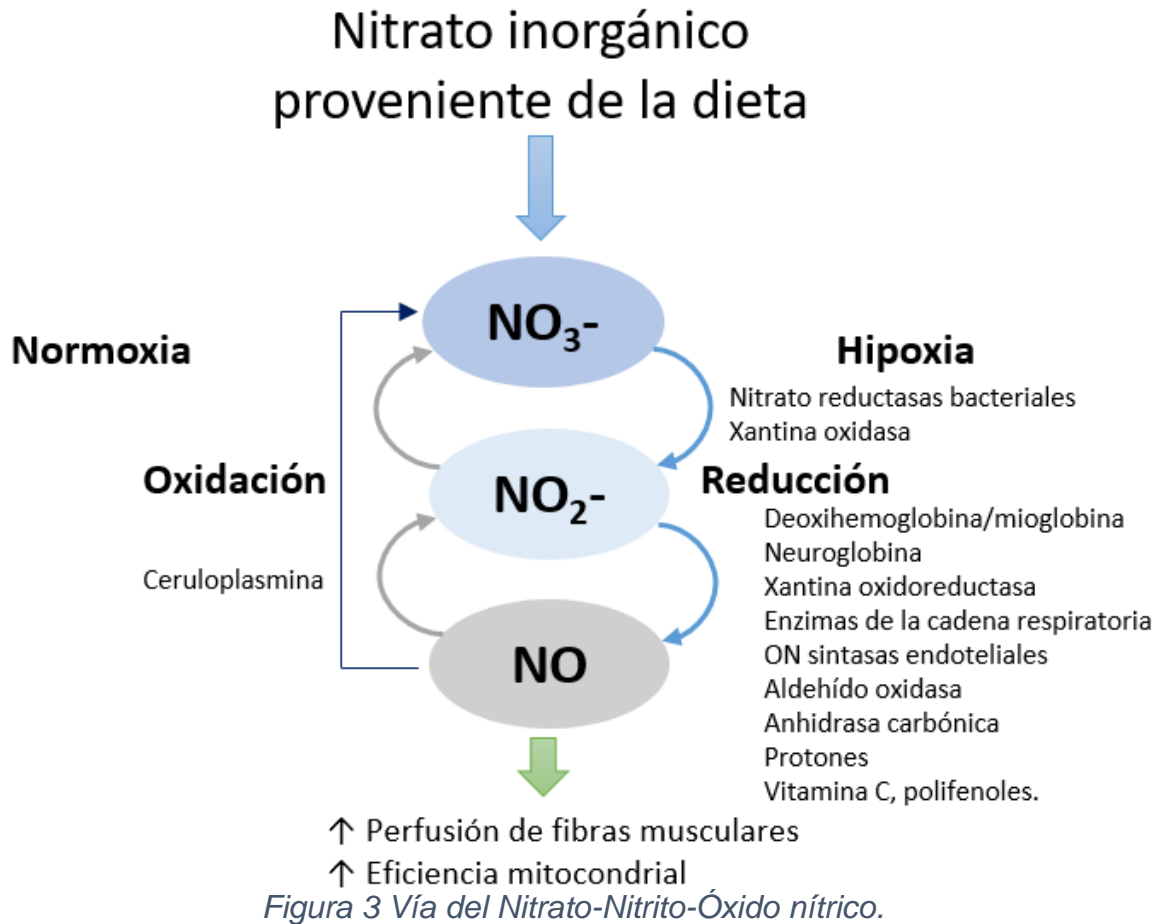 Nitrato inorgánico
proveniente de la dieta
NO₃-
Normoxia
Hipoxia
Nitrato reductasas bacteriales
Xantina oxidasa
Oxidación
NO₂-
Reducción
Ceruloplasmina
Deoxihemoglobina/mioglobina
Neuroglobina
Xantina oxidoreductasa
Enzimas de la cadena respiratoria
ON sintasas endoteliales
Aldehído oxidasa
Anhidrasa carbónica
Protones
Vitamina C, polifenoles.
NO
↑ Perfusión de fibras musculares
↑ Eficiencia mitocondrial
Figura 3 Vía del Nitrato-Nitrito-Óxido nítrico.